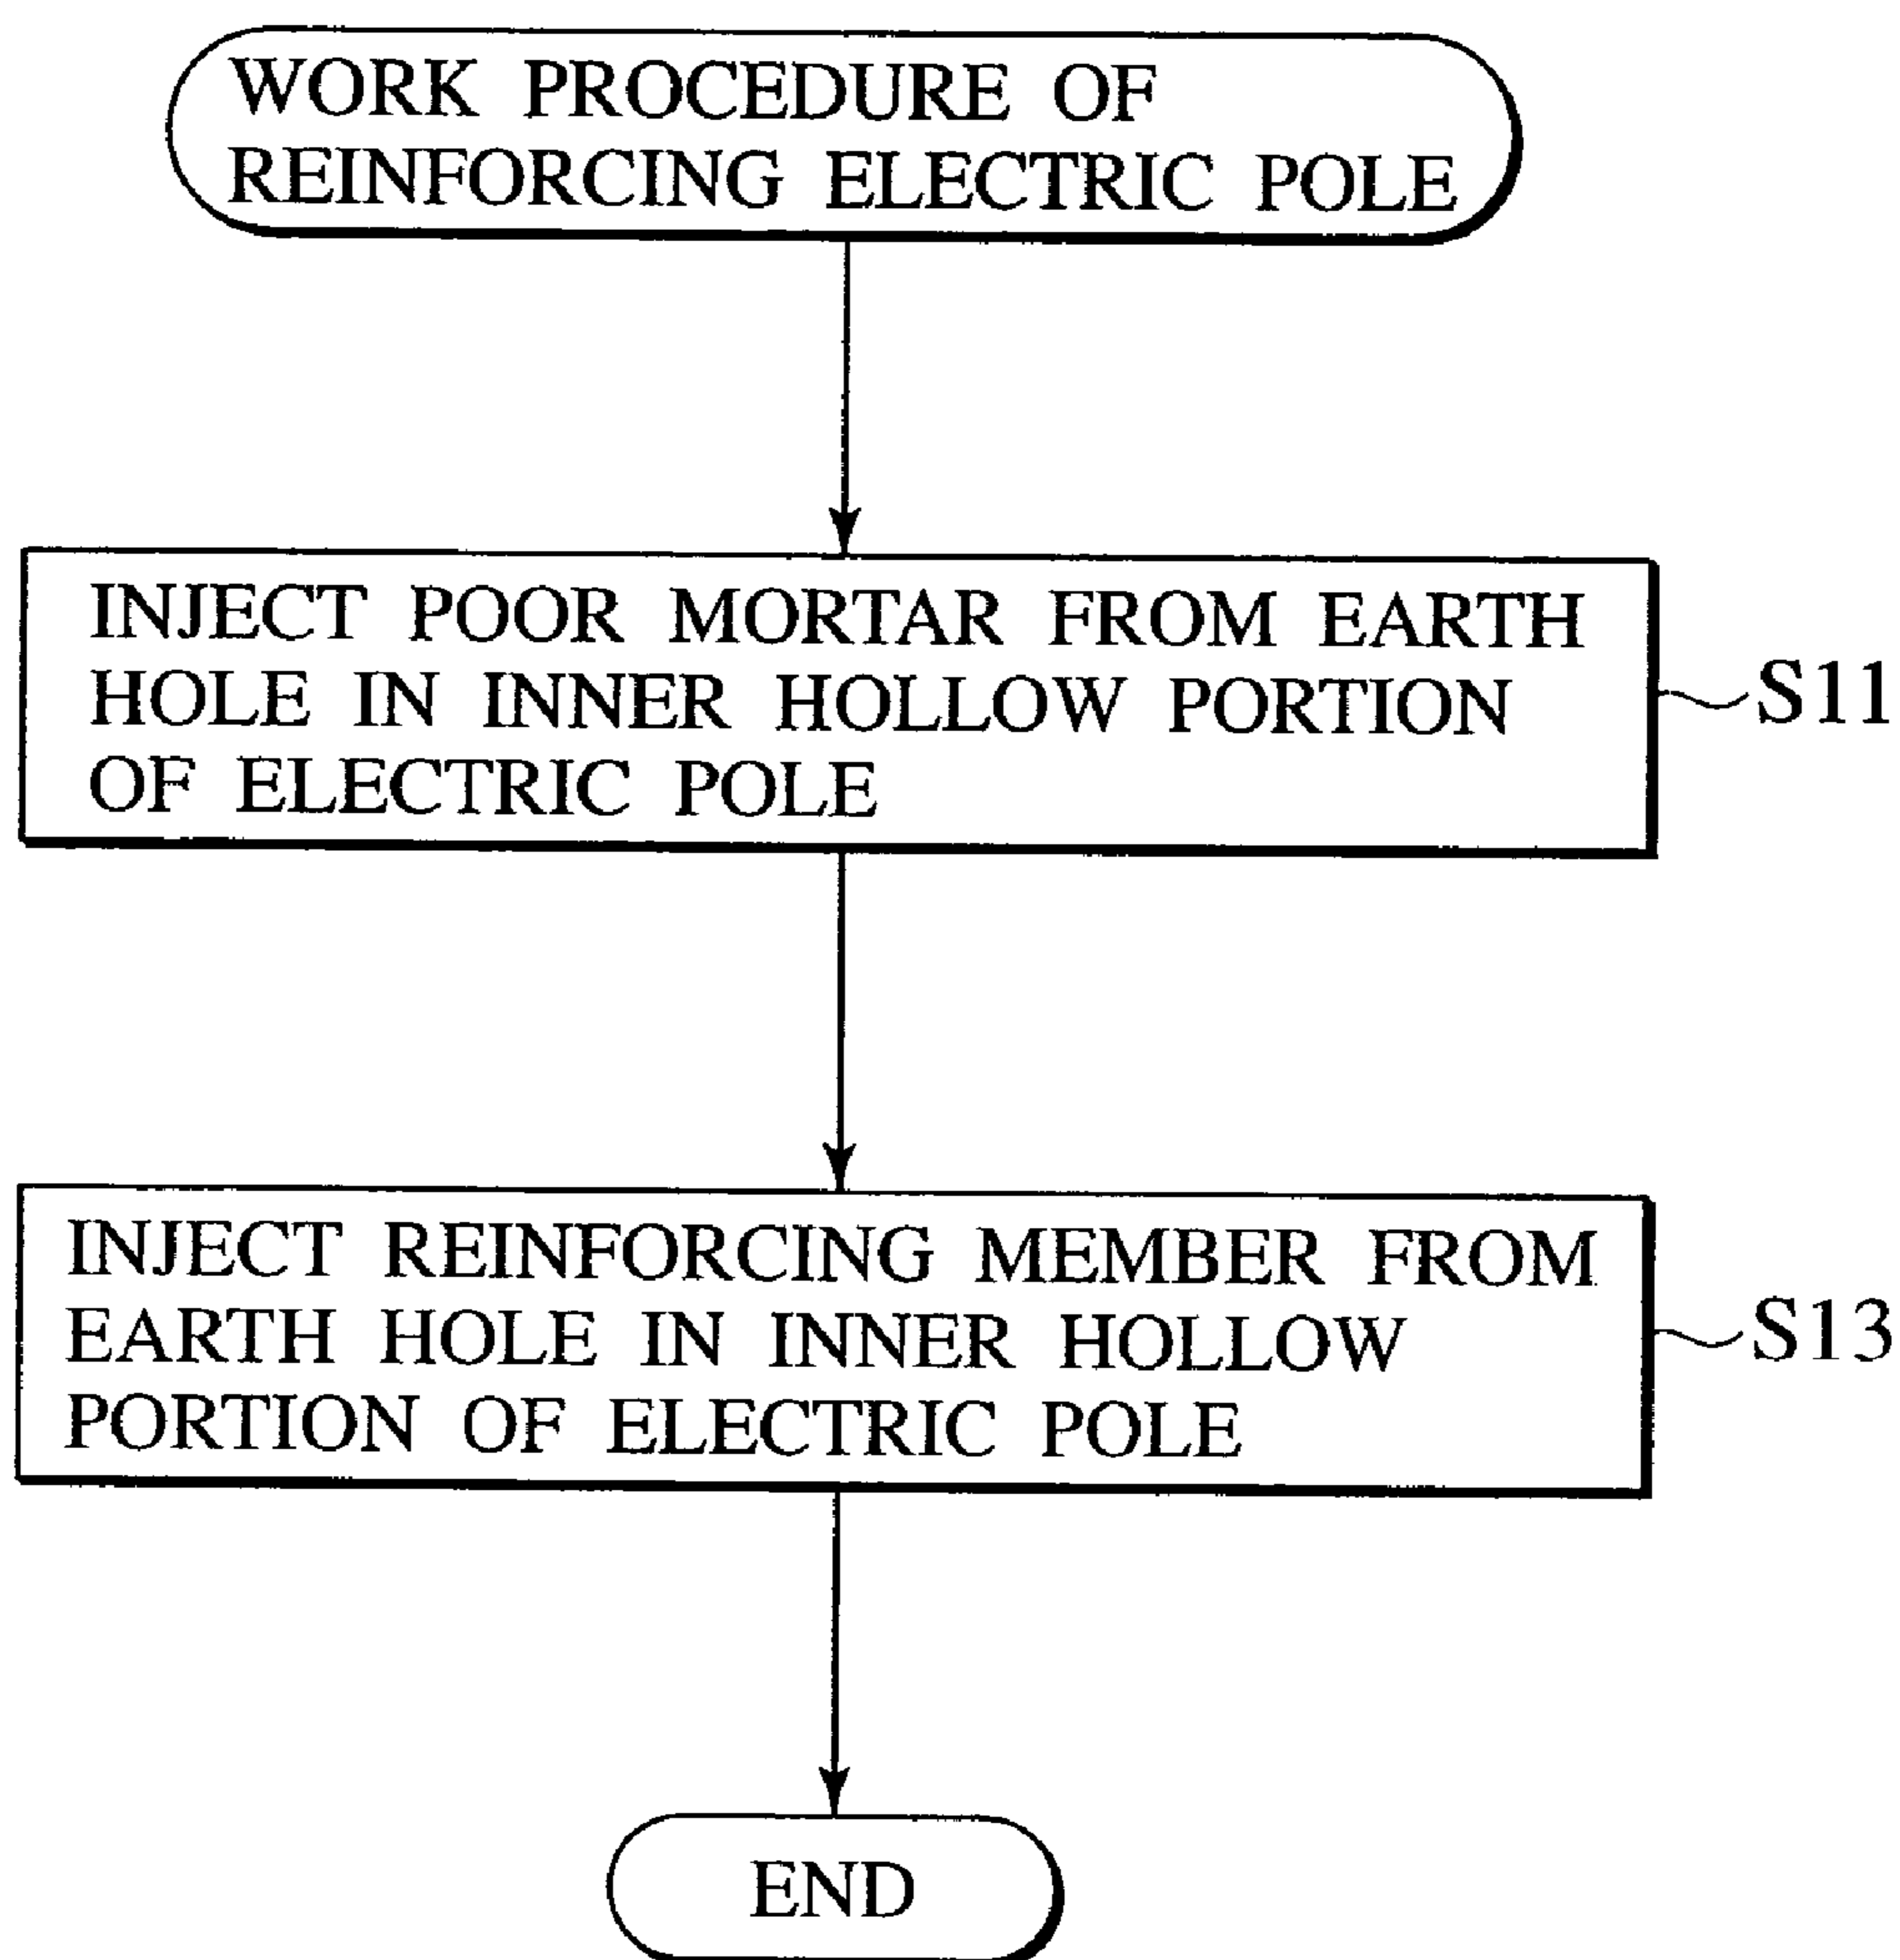 WORK PROCEDURE OF
REINFORCING ELECTRIC POLE
INJECT POOR MORTAR FROM EARTH
HOLE IN INNER HOLLOW PORTION
OF ELECTRIC POLE
S11
INJECT REINFORCING MEMBER FROM
EARTH HOLE IN INNER HOLLOW
PORTION OF ELECTRIC POLE
S13
END